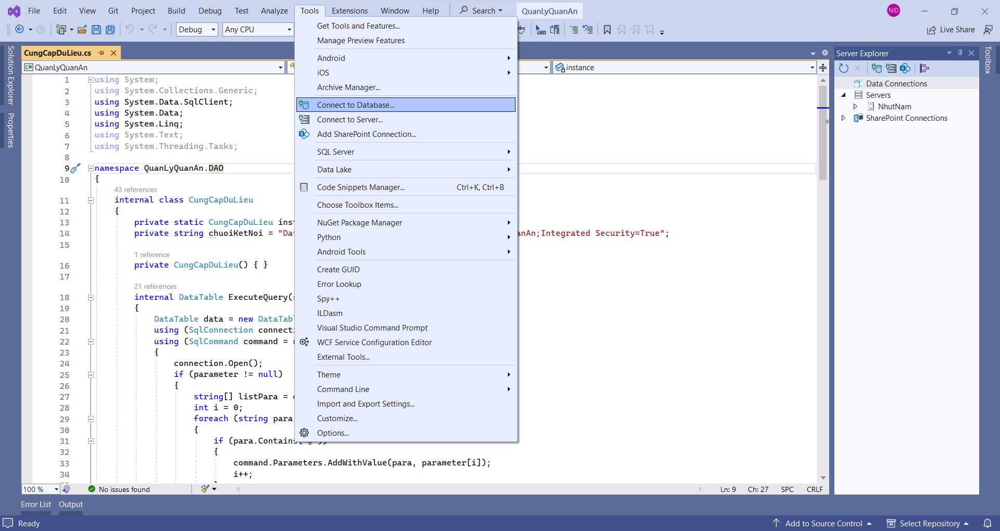 File Edit View Git Project Build Debug Test Analyze Tools Extensions Window Help Search QuanLyQuanAn NĐ
Debug Any CPU Live Share
Get Tools and Features...
Manage Preview Features
Android
iOS
Archive Manager...
Connect to Database...
Connect to Server...
Add SharePoint Connection...
SQL Server
Data Lake
Code Snippets Manager... Ctrl+K, Ctrl+B
Choose Toolbox Items...
NuGet Package Manager
Python
Android Tools
Create GUID
Error Lookup
Spy++
ILDasm
Visual Studio Command Prompt
WCF Service Configuration Editor
External Tools...
Theme
Command Line
Import and Export Settings...
Customize...
Options...
Solution Explorer
Properties
CungCapDuLieu.cs
C# QuanLyQuanAn instance
1 using System;
2 using System.Collections.Generic;
3 using System.Data.SqlClient;
4 using System.Data;
5 using System.Linq;
6 using System.Text;
7 using System.Threading.Tasks;
8
9 namespace QuanLyQuanAn.DAO
10 {
43 references
11 internal class CungCapDuLieu
12 {
13 private static CungCapDuLieu inst
14 private string chuoiKetNoi = "Dat anAn;Integrated Security=True";
15
1 reference
16 private CungCapDuLieu() { }
17
21 references
18 internal DataTable ExecuteQuery(s
19 {
20 DataTable data = new DataTabl
21 using (SqlConnection connecti
22 using (SqlCommand command = n
23 {
24 connection.Open();
25 if (parameter != null)
26 {
27 string[] listPara = 
28 int i = 0;
29 foreach (string para
30 {
31 if (para.Contains('@'))
32 {
33 command.Parameters.AddWithValue(para, parameter[i]);
34 i++;
100 % No issues found Ln: 9 Ch: 27 SPC CRLF
Server Explorer
Data Connections
Servers
NhutNam
SharePoint Connections
Toolbox
Error List Output
Ready Add to Source Control Select Repository